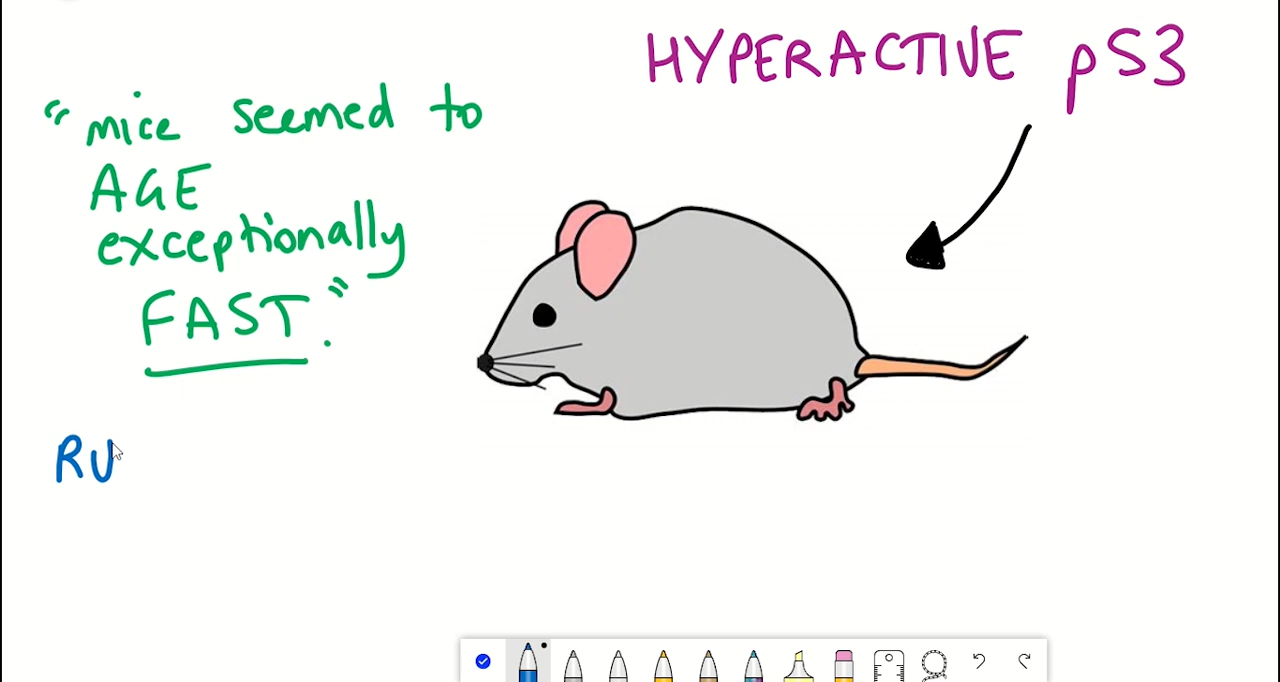 HYPERACTIVE p53
"mice seemed to
AGE
exceptionally
FAST."
RU